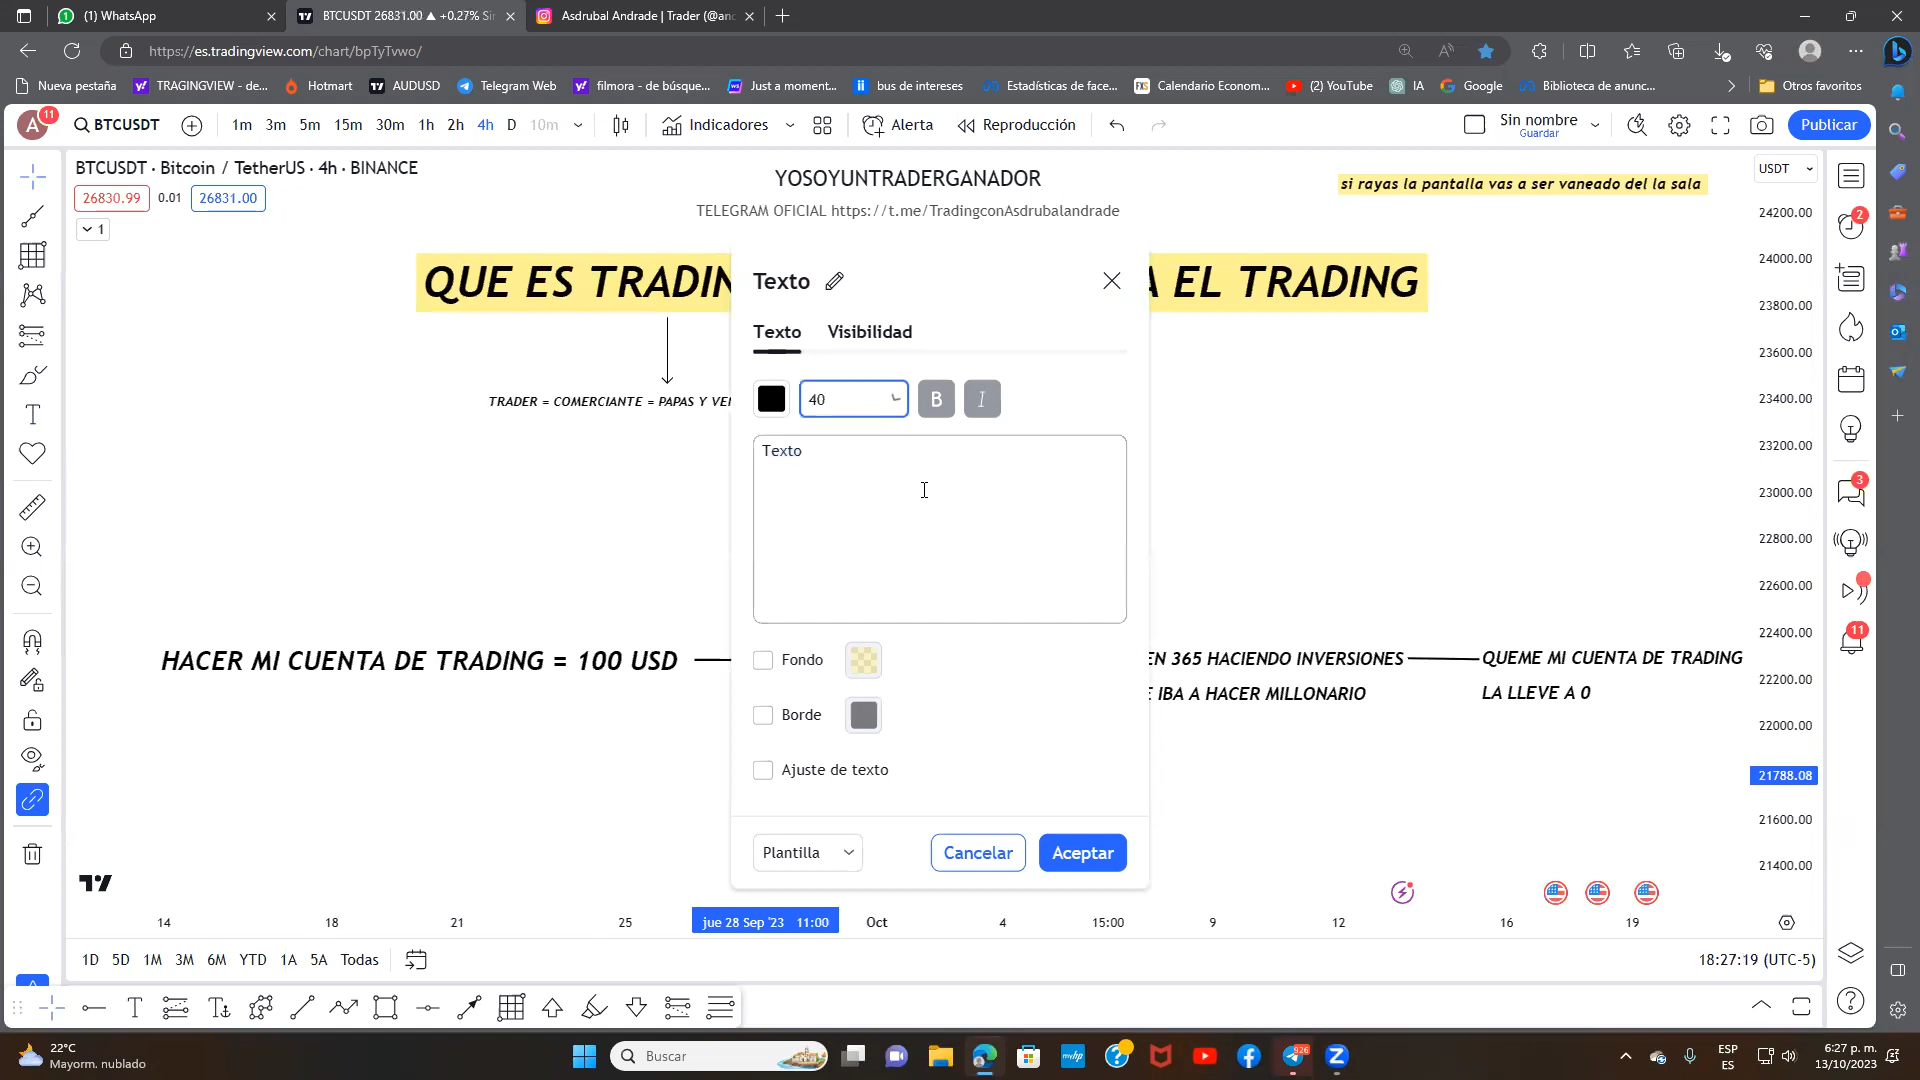 (1) WhatsApp
BTCUSDT 26831.00 ▲ +0.27% Si
Asdrubal Andrade | Trader (@and
https://es.tradingview.com/chart/bpTyTvwo/
Nueva pestaña
TRAGINGVIEW - de...
Hotmart
AUDUSD
Telegram Web
filmora - de búsque...
Just a moment...
bus de intereses
Estadísticas de face...
Calendario Econom...
(2) YouTube
IA
Google
Biblioteca de anunc...
Otros favoritos
A 11
BTCUSDT
1m 3m 5m 15m 30m 1h 2h 4h D 10m
Indicadores
Alerta
Reproducción
Sin nombre
Guardar
Publicar
BTCUSDT · Bitcoin / TetherUS · 4h · BINANCE
26830.99 0.01 26831.00
1
YOSOYUNTRADERGANADOR
TELEGRAM OFICIAL https://t.me/TradingconAsdrubalandrade
si rayas la pantalla vas a ser vaneado del la sala
USDT
QUE ES TRADIN
A EL TRADING
TRADER = COMERCIANTE = PAPAS Y VE
Texto
Texto Visibilidad
40 B I
Texto
Fondo
Borde
Ajuste de texto
Plantilla
Cancelar
Aceptar
HACER MI CUENTA DE TRADING = 100 USD
EN 365 HACIENDO INVERSIONES
E IBA A HACER MILLONARIO
QUEME MI CUENTA DE TRADING
LA LLEVE A 0
24200.00
24000.00
23800.00
23600.00
23400.00
23200.00
23000.00
22800.00
22600.00
22400.00
22200.00
22000.00
21788.08
21600.00
21400.00
2
3
11
14 18 21 25 jue 28 Sep '23 11:00 Oct 4 15:00 9 12 16 19
1D 5D 1M 3M 6M YTD 1A 5A Todas
18:27:19 (UTC-5)
22°C
Mayorm. nublado
Buscar
myhp
926
ESP
ES
6:27 p. m.
13/10/2023